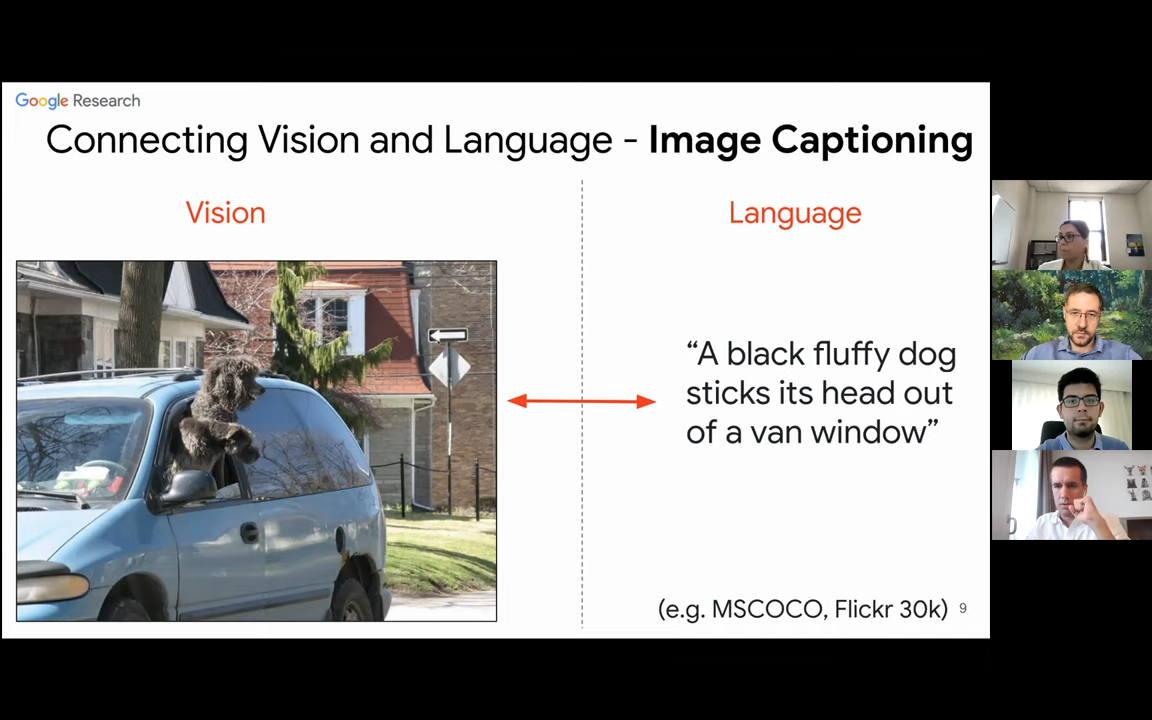 Google Research
Connecting Vision and Language - Image Captioning
Vision
Language
“A black fluffy dog
sticks its head out
of a van window”
(e.g. MSCOCO, Flickr 30k) 9